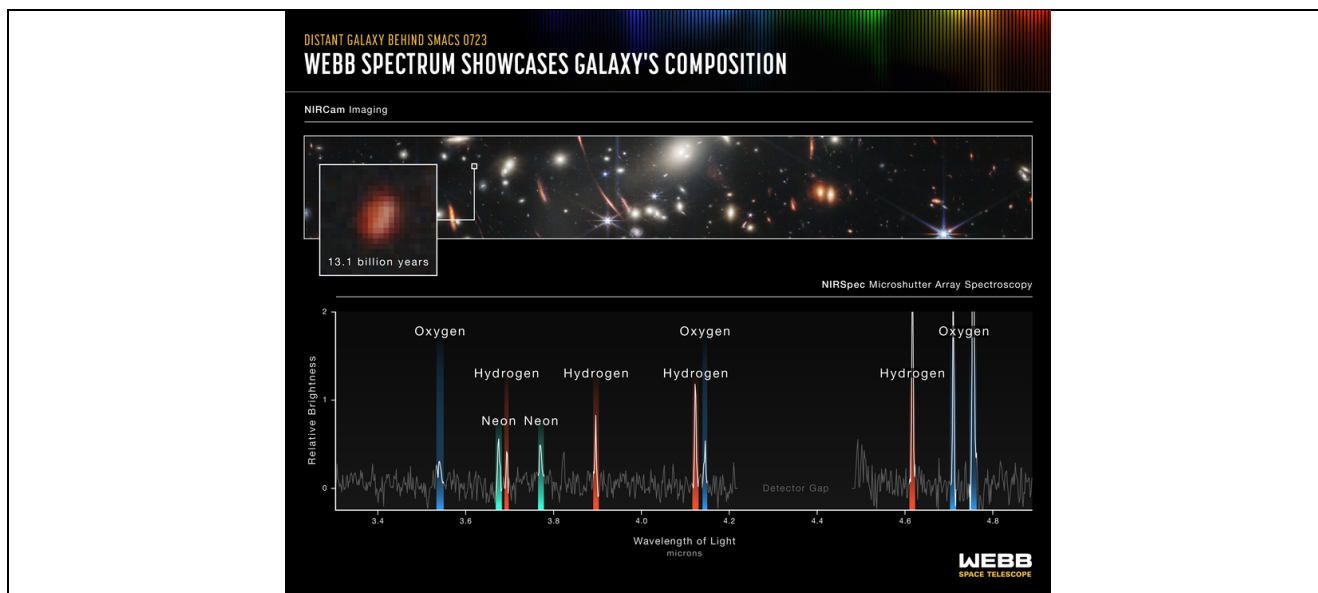 DISTANT GALAXY BEHIND SMACS 0723
WEBB SPECTRUM SHOWCASES GALAXY'S COMPOSITION
NIRCam Imaging
13.1 billion years
NIRSpec Microshutter Array Spectroscopy
Relative Brightness
2
1
0
Oxygen
Oxygen
Oxygen
Hydrogen
Hydrogen
Hydrogen
Hydrogen
Neon
Neon
Detector Gap
3.4
3.6
3.8
4.0
4.2
4.4
4.6
4.8
Wavelength of Light
microns
WEBB
SPACE TELESCOPE